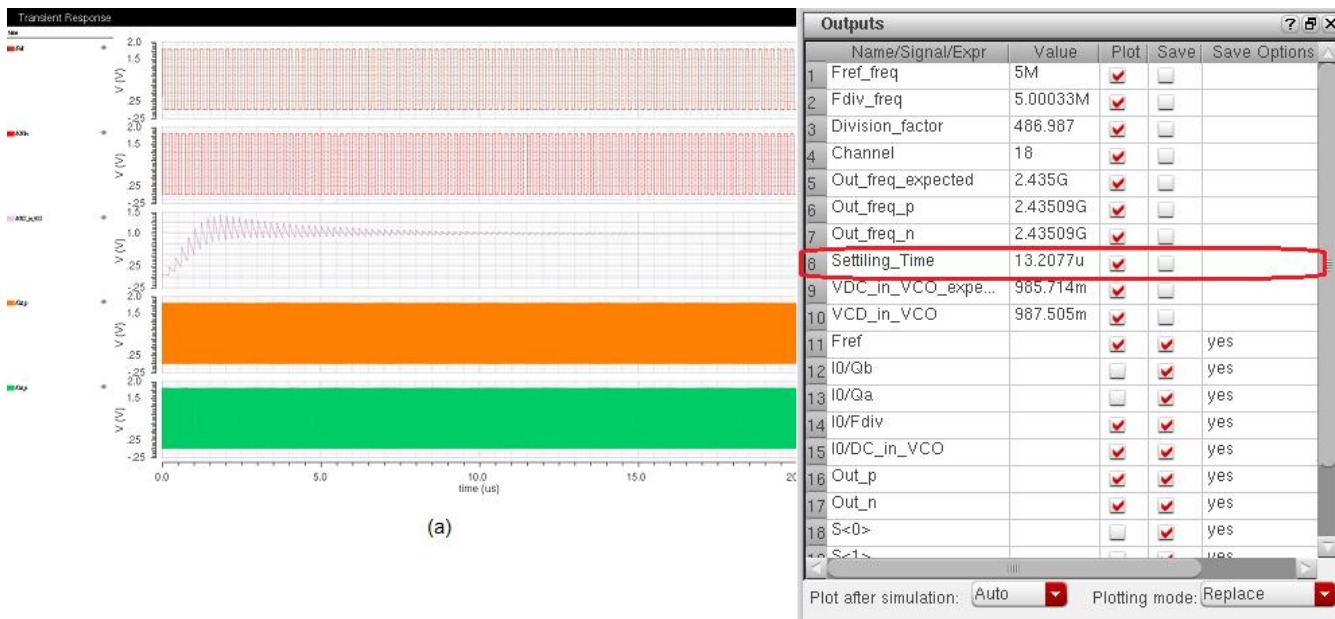 Transient Response
Name
2.0
1.5
V (V)
.25
-.25
2.0
1.5
V (V)
.25
-.25
1.5
1.0
V (V)
.25
-.25
2.0
1.5
V (V)
.25
-.25
2.0
1.5
V (V)
.25
-.25
0.0 5.0 10.0 15.0 20
time (us)
(a)
Outputs
Name/Signal/Expr Value Plot Save Save Options
1 Fref_freq 5M
2 Fdiv_freq 5.00033M
3 Division_factor 486.987
4 Channel 18
5 Out_freq_expected 2.435G
6 Out_freq_p 2.43509G
7 Out_freq_n 2.43509G
8 Settiling_Time 13.2077u
9 VDC_in_VCO_expe... 985.714m
10 VCD_in_VCO 987.505m
11 Fref yes
12 I0/Qb yes
13 I0/Qa yes
14 I0/Fdiv yes
15 I0/DC_in_VCO yes
16 Out_p yes
17 Out_n yes
18 S<0> yes
19 S<1> yes
Plot after simulation: Auto Plotting mode: Replace